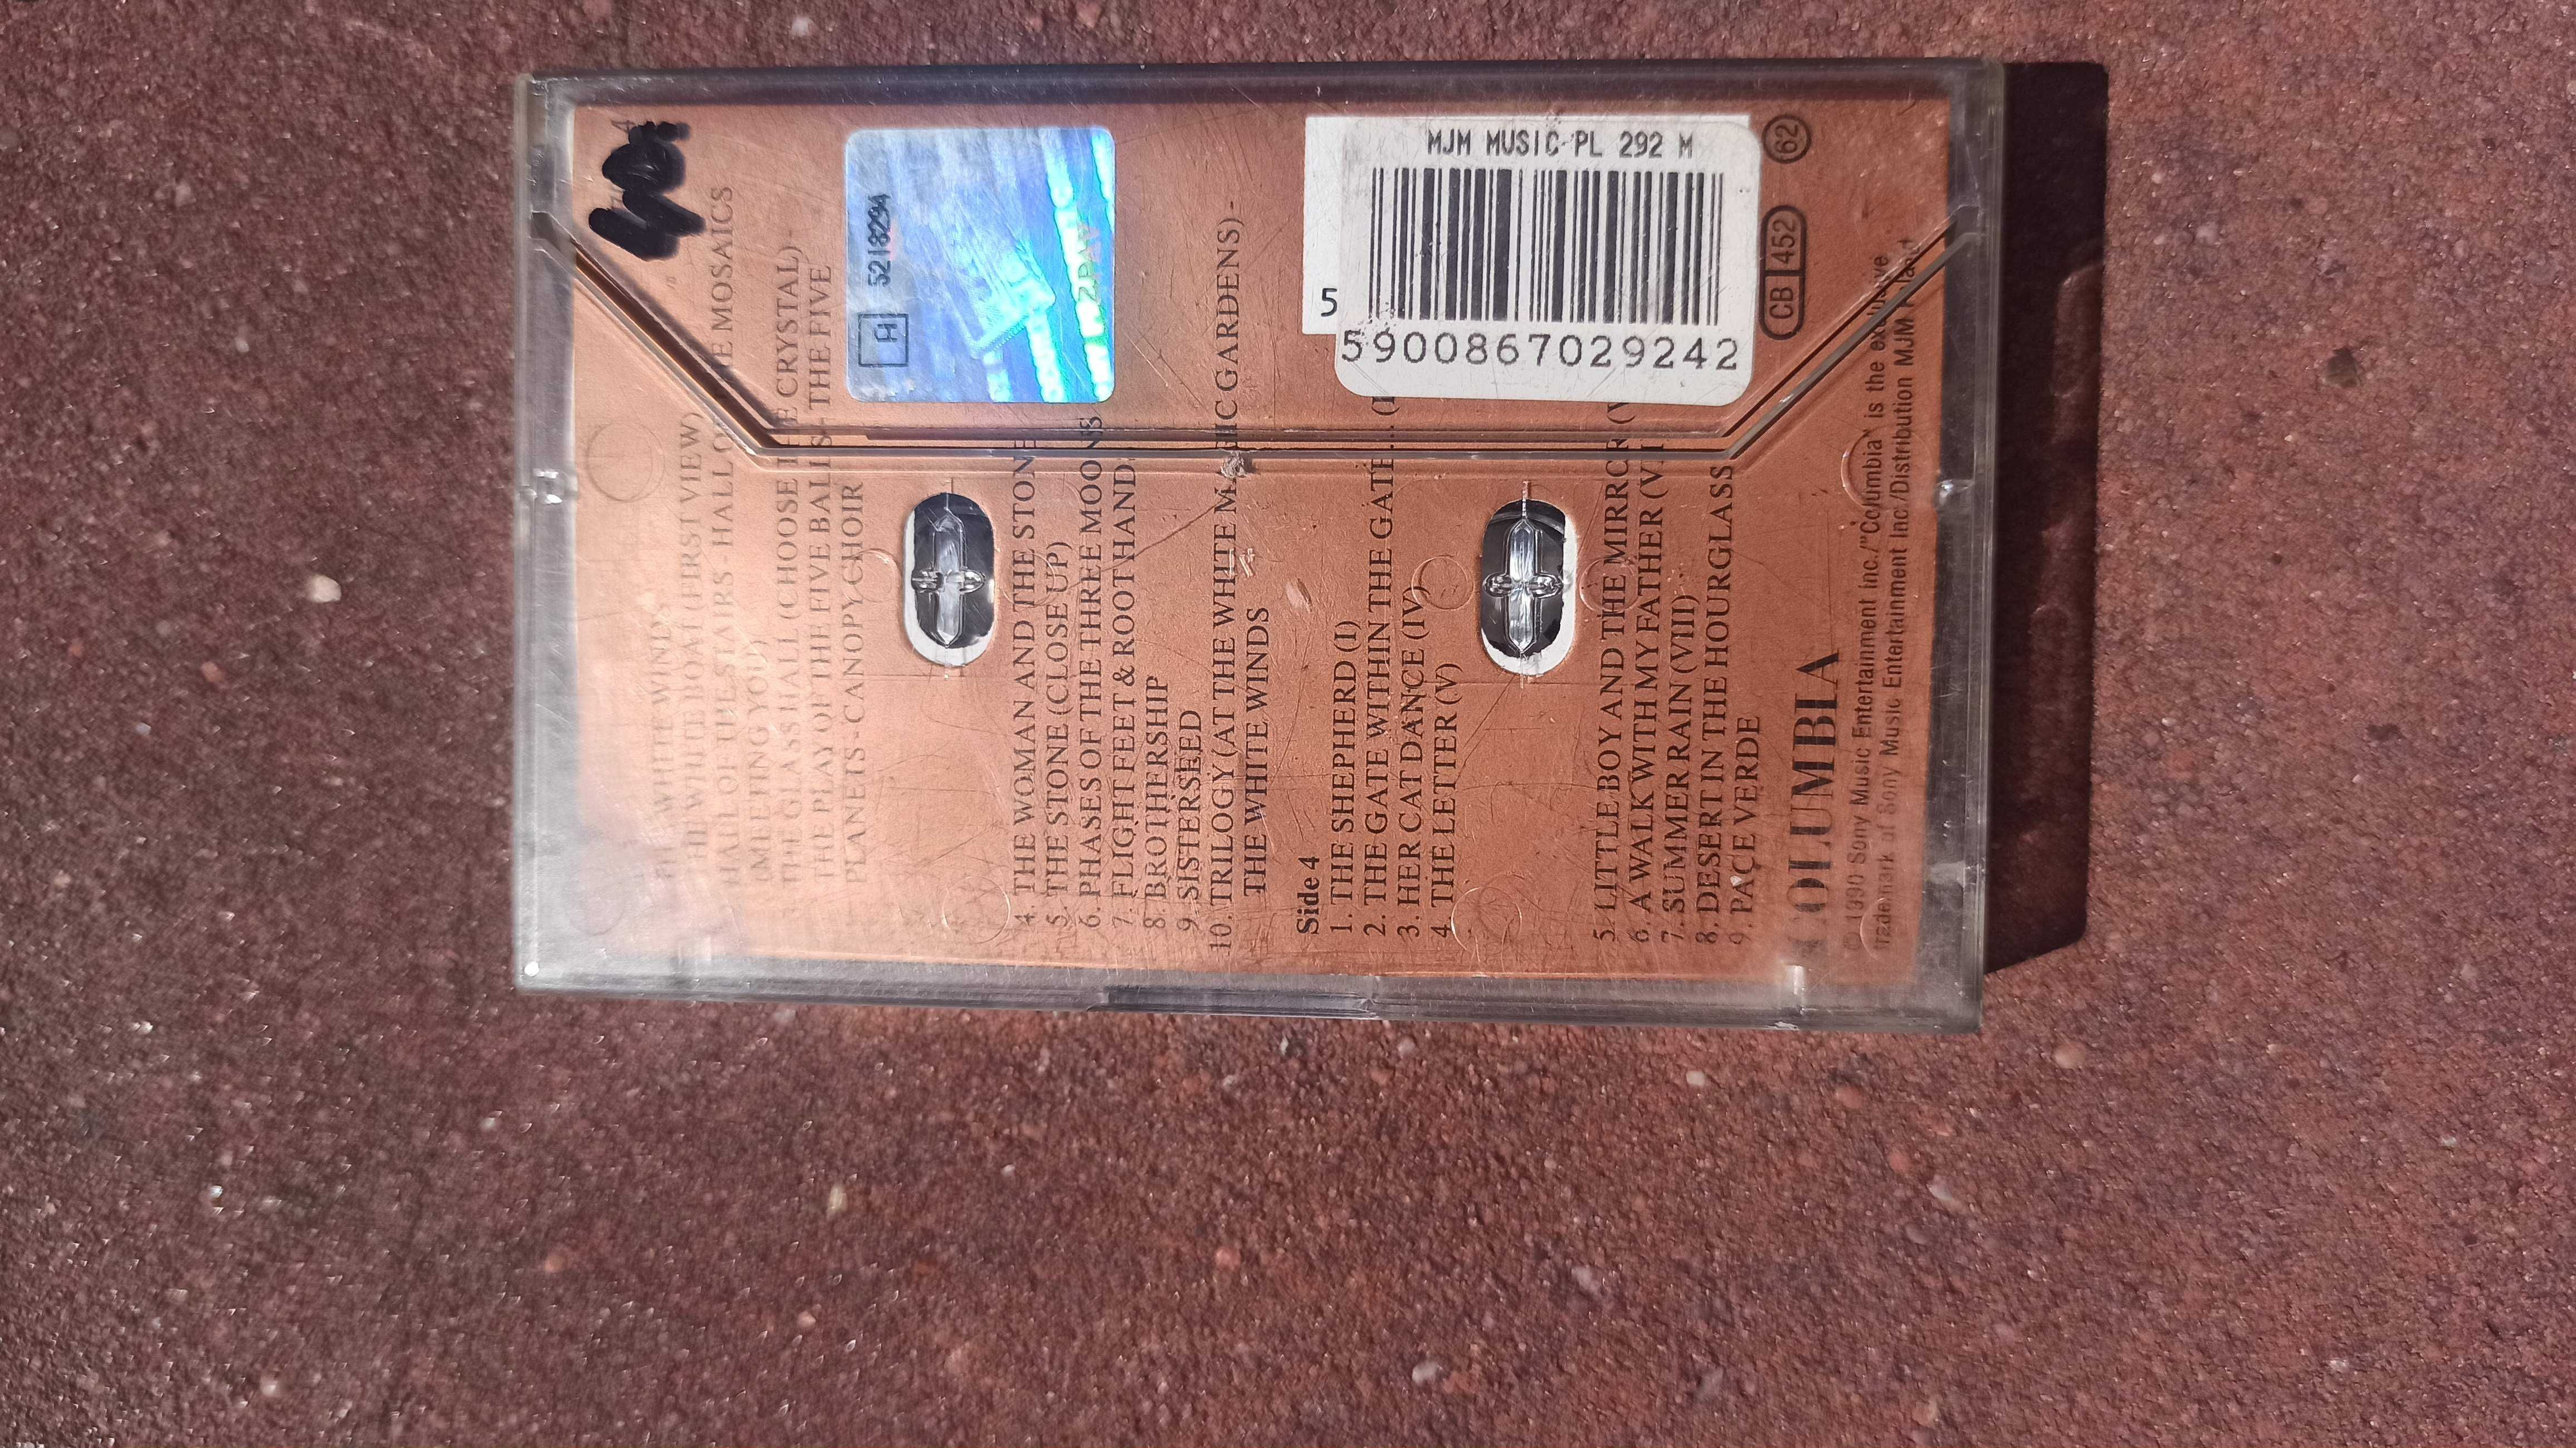 THE WHITE WINDS
THE WHITE BOAT (FIRST VIEW)
HALL OF THE STAIRS HALL OF MOSAICS
(MEETING YOU)
THE GLASS HALL (CHOOSE THE CRYSTAL) -
THE PLAY OF THE FIVE BALLS - THE FIVE
PLANETS - CANOPY CHOIR
4. THE WOMAN AND THE STONE
5. THE STONE (CLOSE UP)
6. PHASES OF THE THREE MOONS
7. FLIGHT FEET & ROOT HANDS
8. BROTHERSHIP
9. SISTERSEED
10. TRILOGY (AT THE WHITE MAGIC GARDENS) -
THE WHITE WINDS
Side 4
1. THE SHEPHERD (I)
2. THE GATE WITHIN THE GATE...
3. HER CAT DANCE (IV)
4. THE LETTER (V)
5. LITTLE BOY AND THE MIRROR
6. A WALK WITH MY FATHER (VII
7. SUMMER RAIN (VIII)
8. DESERT IN THE HOURGLASS
9. PACE VERDE
COLUMBIA
© 1990 Sony Music Entertainment Inc./"Columbia" is the exclusive
Trademark of Sony Music Entertainment Inc/Distribution MJM Poland
A 5218294
MJM MUSIC PL 292 M
5
5900867029242
CB 452
62